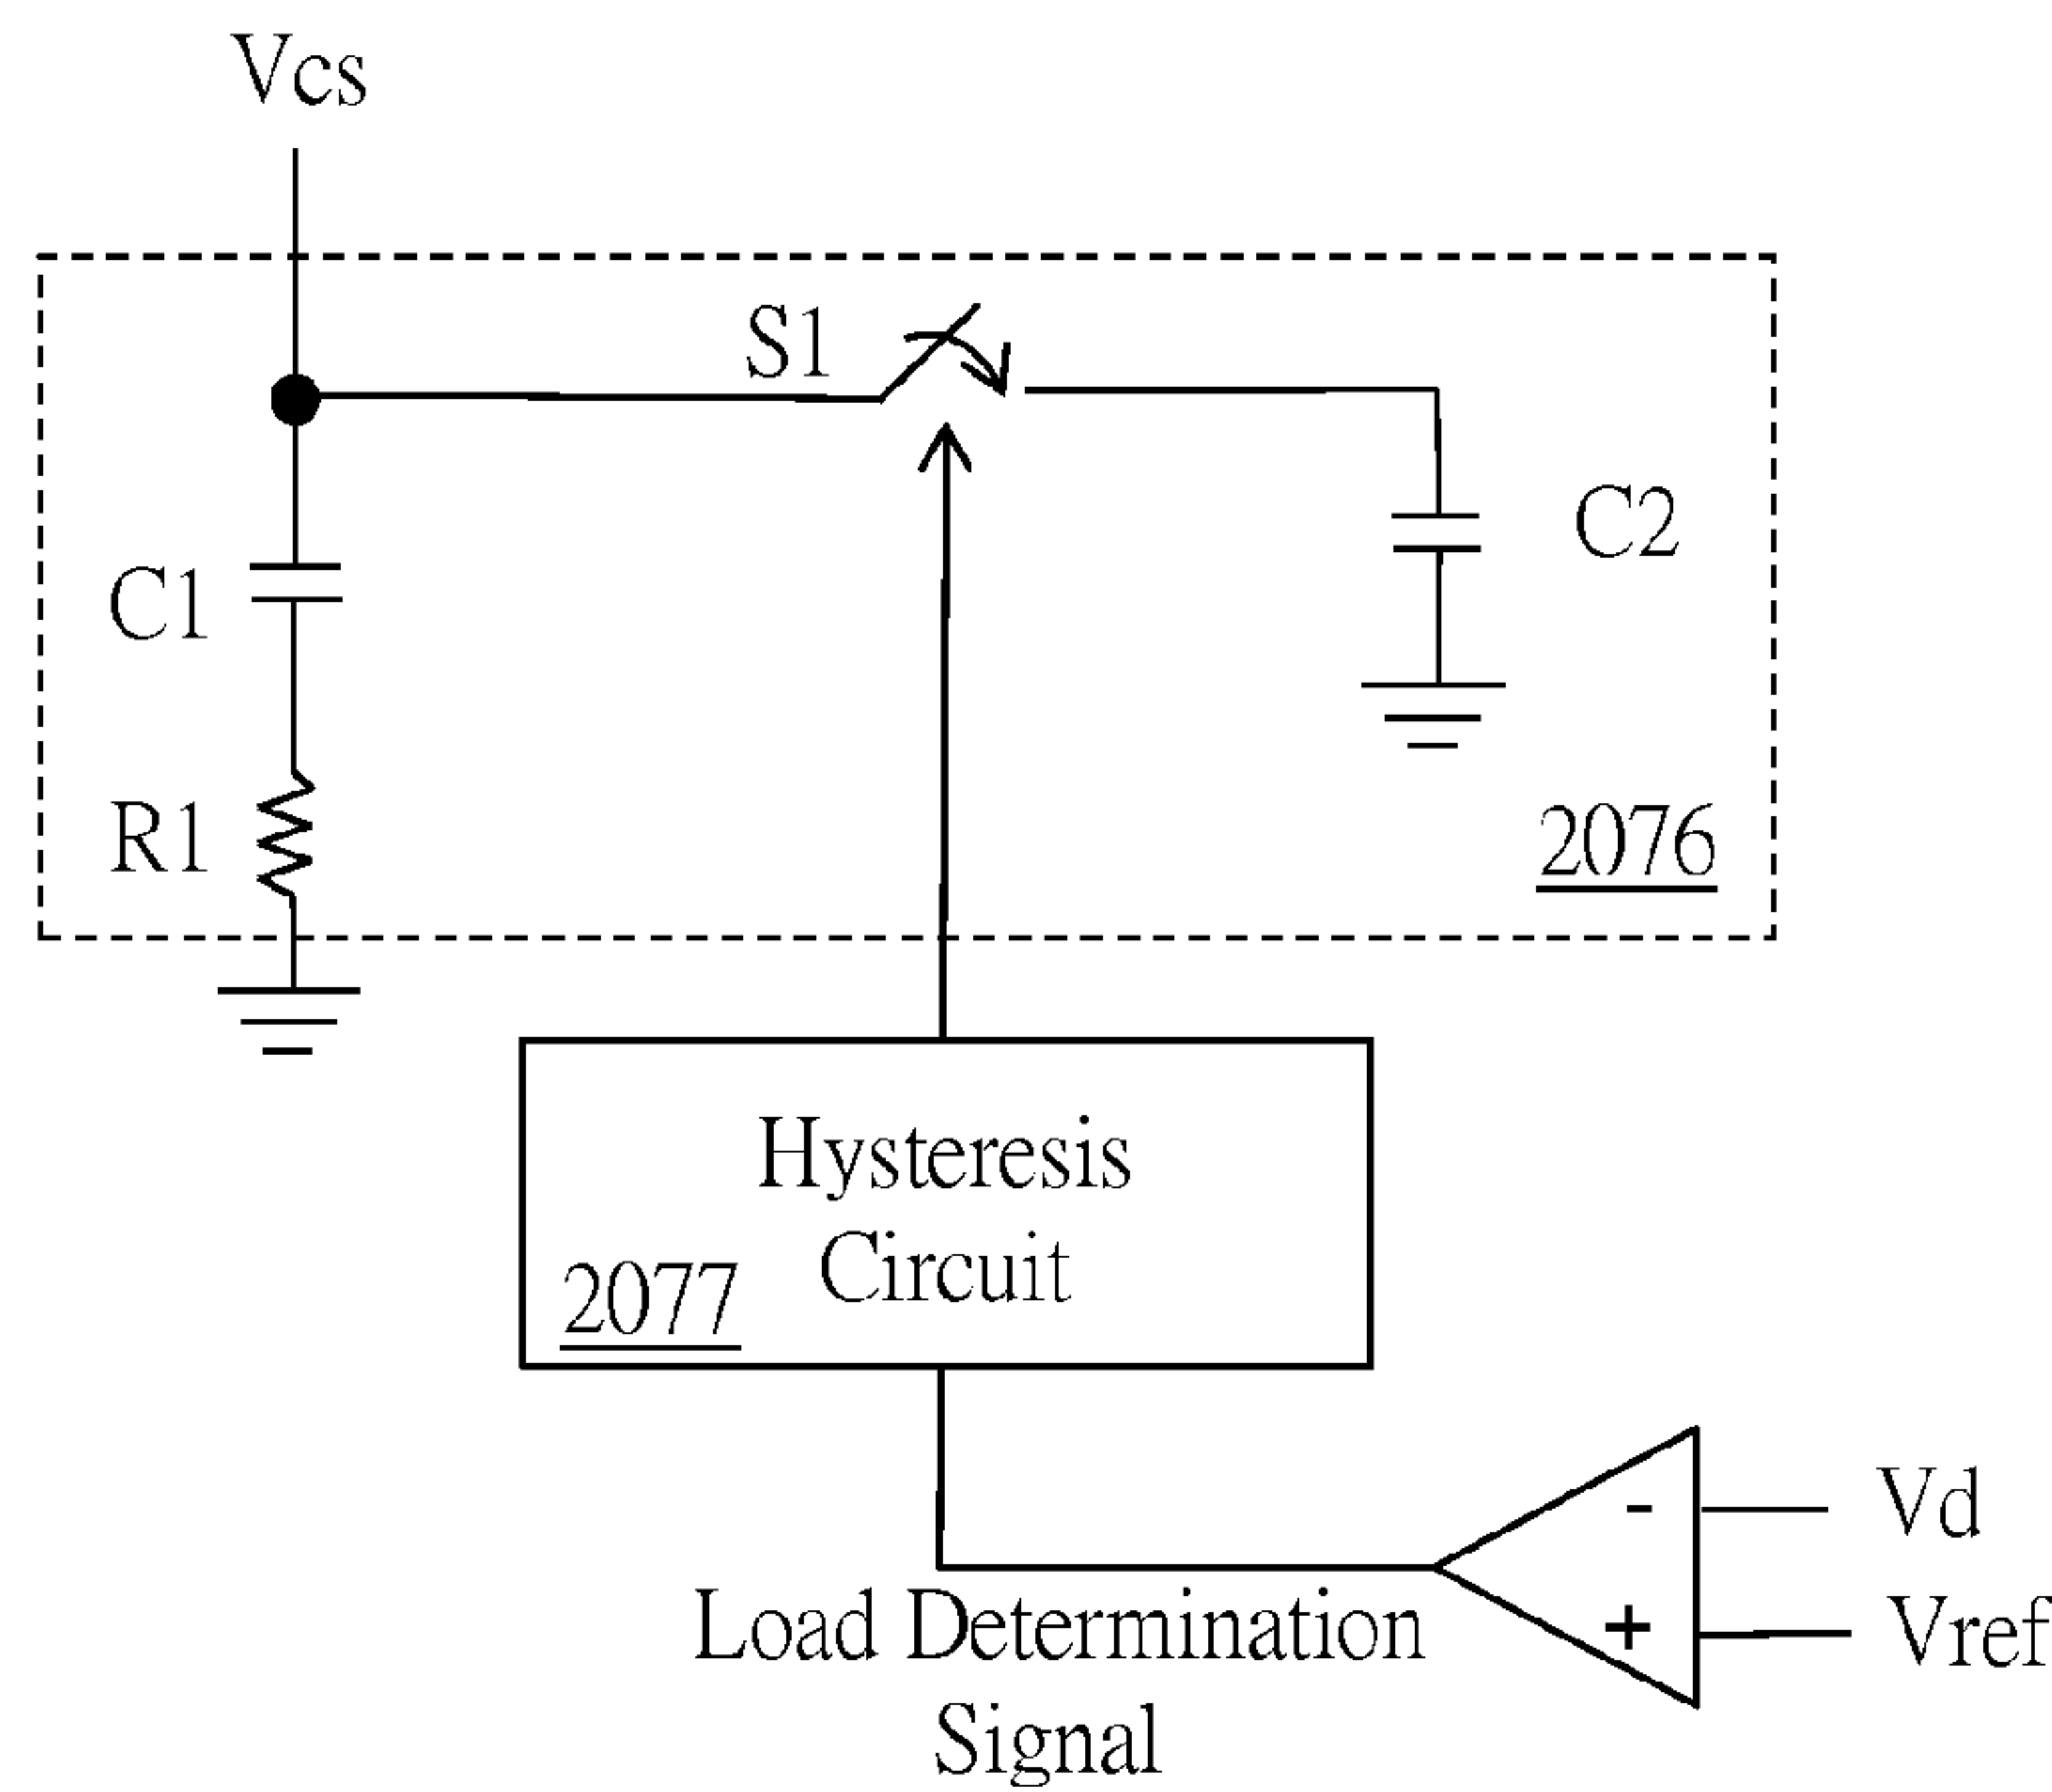 Vcs
S1
C2
C1
R1
2076
Hysteresis
Circuit
2077
-
Vd
+
Vref
Load Determination
Signal